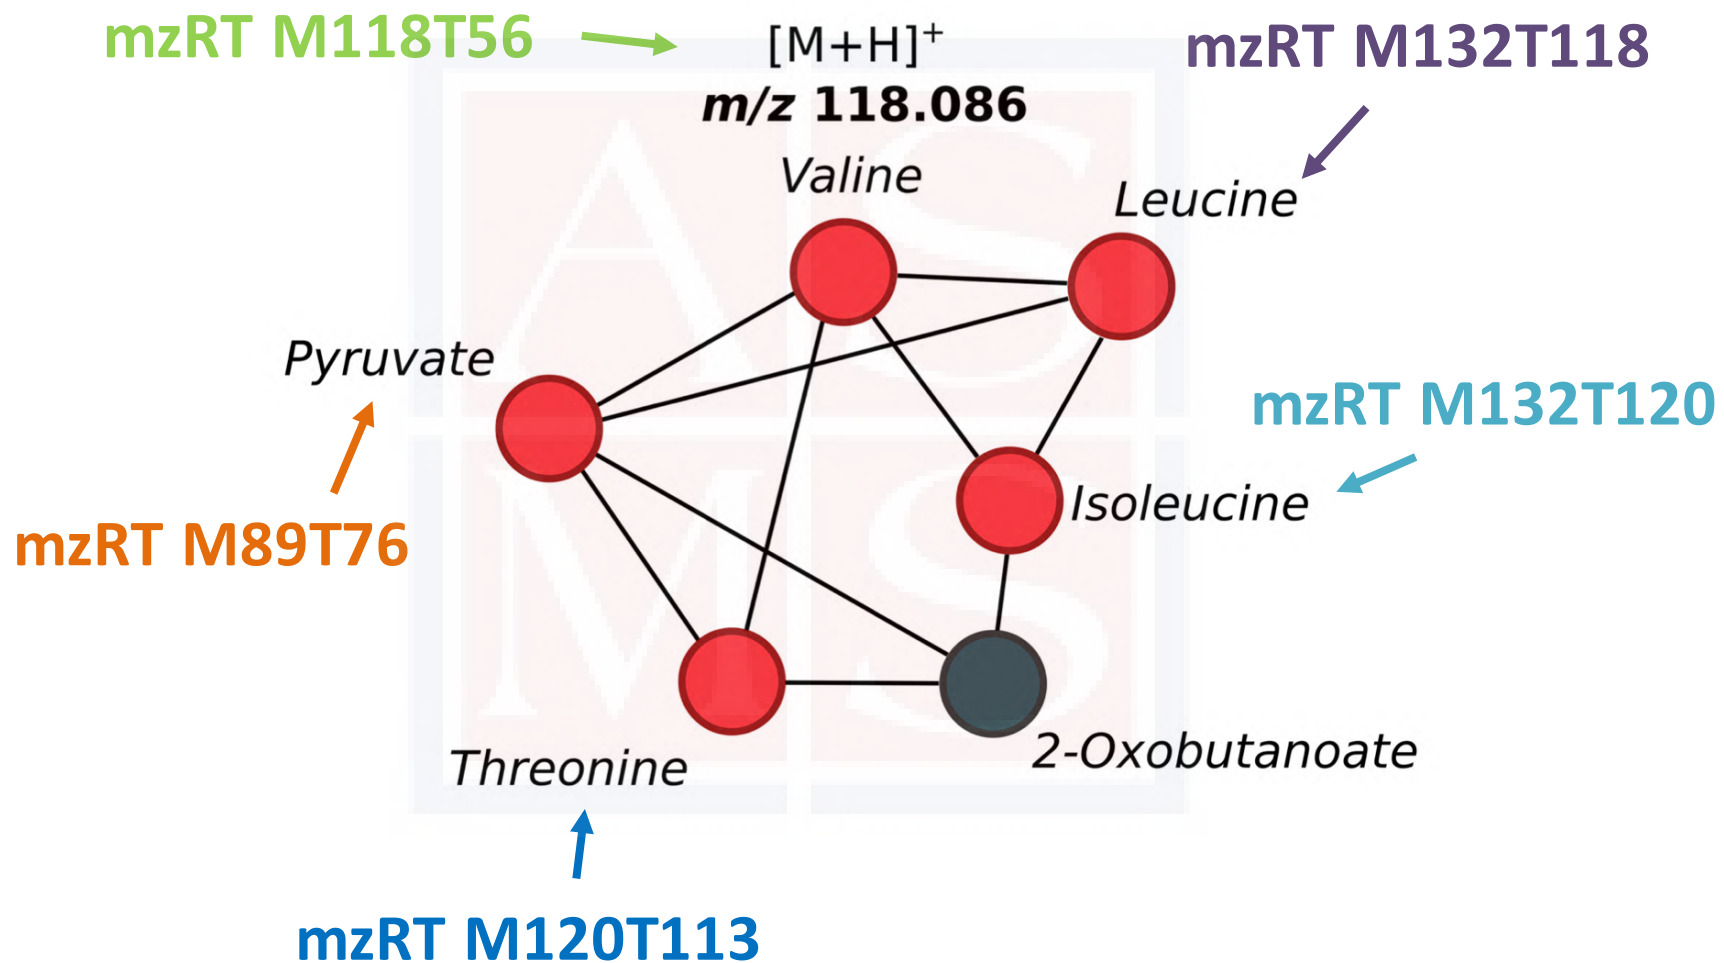 mzRT M118T56
[M+H]⁺
mzRT M132T118
m/z 118.086
Valine
Leucine
Pyruvate
mzRT M132T120
Isoleucine
mzRT M89T76
2-Oxobutanoate
Threonine
mzRT M120T113
A S
M S